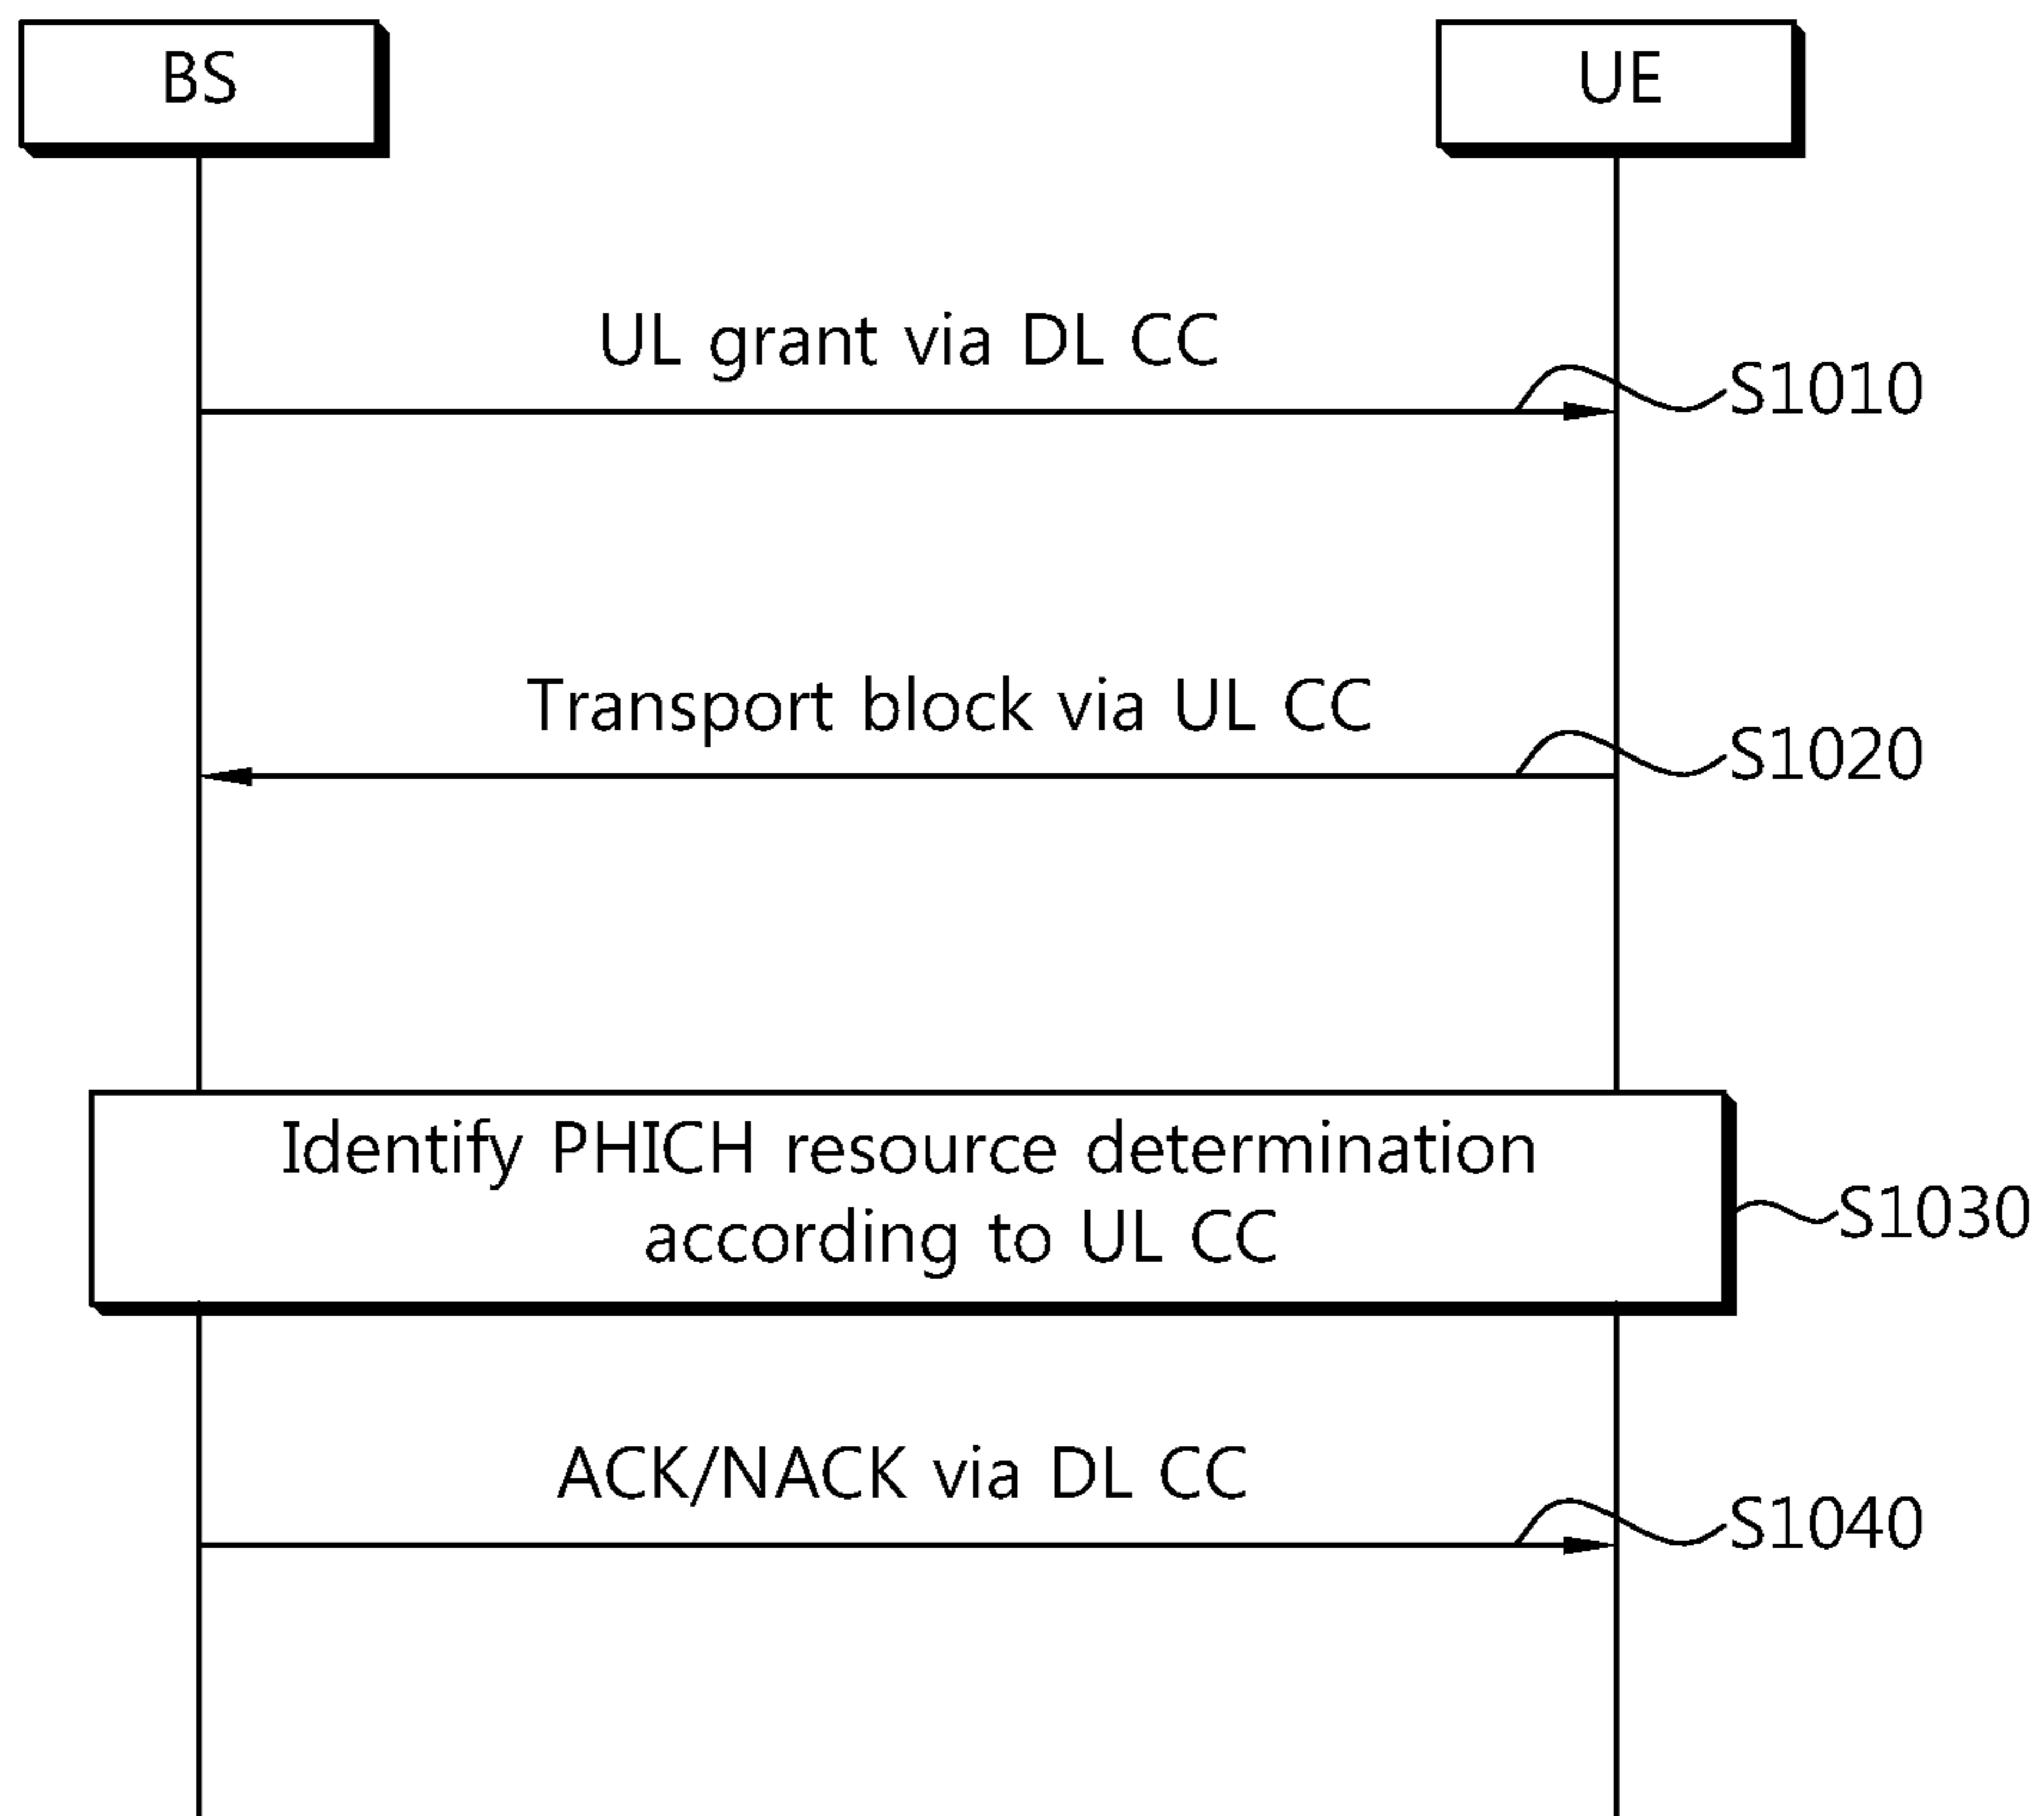 BS
UE
UL grant via DL CC
S1010
Transport block via UL CC
S1020
Identify PHICH resource determination
according to UL CC
S1030
ACK/NACK via DL CC
S1040